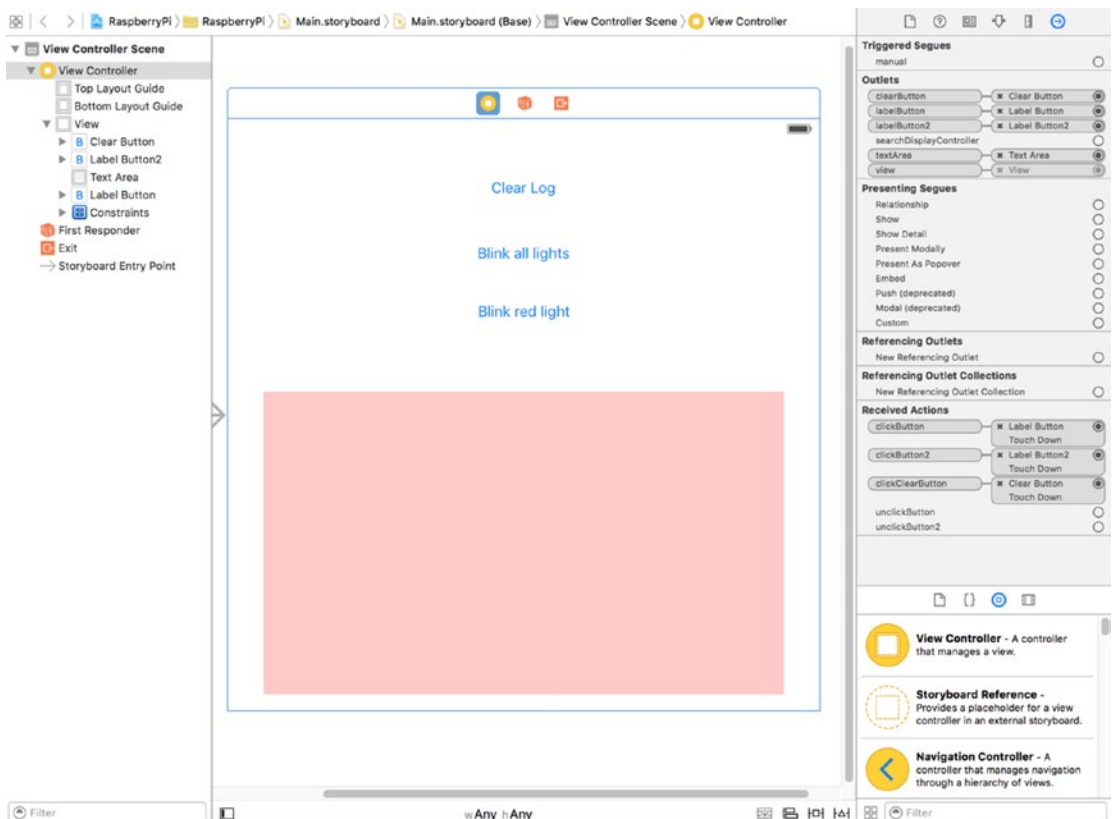 RaspberryPi
RaspberryPi
Main.storyboard
Main.storyboard (Base)
View Controller Scene
View Controller
View Controller Scene
View Controller
Top Layout Guide
Bottom Layout Guide
View
B Clear Button
B Label Button2
Text Area
B Label Button
Constraints
First Responder
Exit
Storyboard Entry Point
Filter
Clear Log
Blink all lights
Blink red light
wAny hAny
Triggered Segues
manual
Outlets
clearButton Clear Button
labelButton Label Button
labelButton2 Label Button2
searchDisplayController
textArea Text Area
view View
Presenting Segues
Relationship
Show
Show Detail
Present Modally
Present As Popover
Embed
Push (deprecated)
Modal (deprecated)
Custom
Referencing Outlets
New Referencing Outlet
Referencing Outlet Collections
New Referencing Outlet Collection
Received Actions
clickButton Label Button
Touch Down
clickButton2 Label Button2
Touch Down
clickClearButton Clear Button
Touch Down
unclickButton
unclickButton2
View Controller - A controller
that manages a view.
Storyboard Reference -
Provides a placeholder for a view
controller in an external storyboard.
Navigation Controller - A
controller that manages navigation
through a hierarchy of views.
Filter